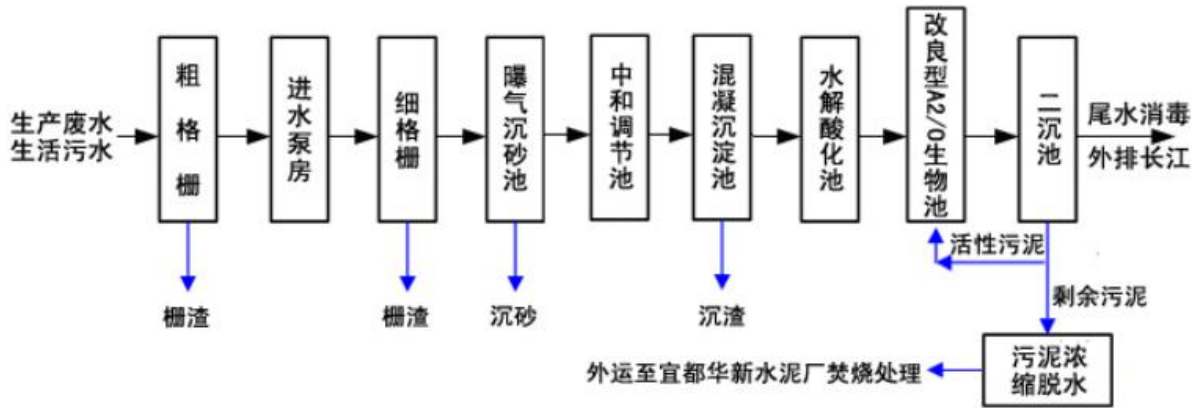 生产废水
生活污水
粗格栅
进水泵房
细格栅
曝气沉砂池
中和调节池
混凝沉淀池
水解酸化池
改良型A2/O生物池
二沉池
尾水消毒
外排长江
栅渣
栅渣
沉砂
沉渣
活性污泥
剩余污泥
污泥浓
缩脱水
外运至宜都华新水泥厂焚烧处理